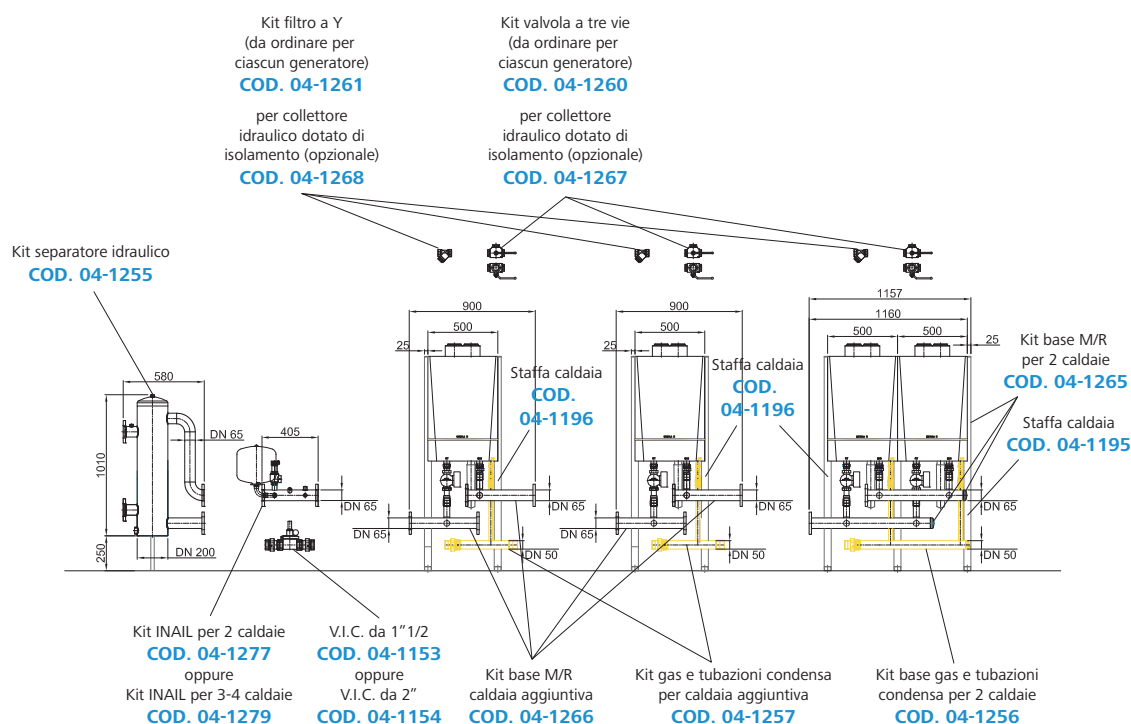 Kit filtro a Y
(da ordinare per
ciascun generatore)
COD. 04-1261
per collettore
idraulico dotato di
isolamento (opzionale)
COD. 04-1268
Kit valvola a tre vie
(da ordinare per
ciascun generatore)
COD. 04-1260
per collettore
idraulico dotato di
isolamento (opzionale)
COD. 04-1267
Kit separatore idraulico
COD. 04-1255
580
1010
250
DN 65
DN 200
405
DN 65
900
500
25
Staffa caldaia
COD.
04-1196
DN 65
DN 65
DN 50
900
500
25
Staffa caldaia
COD.
04-1196
DN 65
DN 65
DN 50
1157
1160
500
500
25
Kit base M/R
per 2 caldaie
COD. 04-1265
Staffa caldaia
COD. 04-1195
DN 65
DN 65
DN 50
Kit INAIL per 2 caldaie
COD. 04-1277
oppure
Kit INAIL per 3-4 caldaie
COD. 04-1279
V.I.C. da 1”1/2
COD. 04-1153
oppure
V.I.C. da 2”
COD. 04-1154
Kit base M/R
caldaia aggiuntiva
COD. 04-1266
Kit gas e tubazioni condensa
per caldaia aggiuntiva
COD. 04-1257
Kit base gas e tubazioni
condensa per 2 caldaie
COD. 04-1256